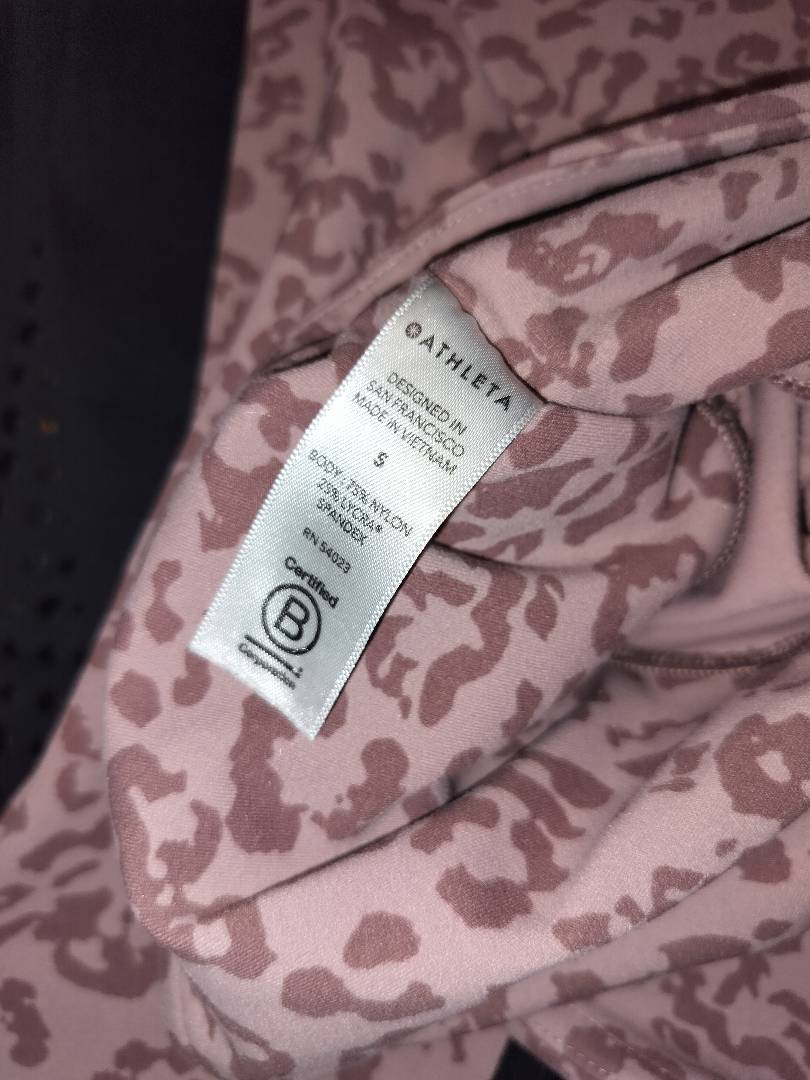 ATHLETA
DESIGNED IN
SAN FRANCISCO
MADE IN VIETNAM
S
BODY : 75% NYLON
25% LYCRA®
SPANDEX
RN 54023
Certified
B
Corporation